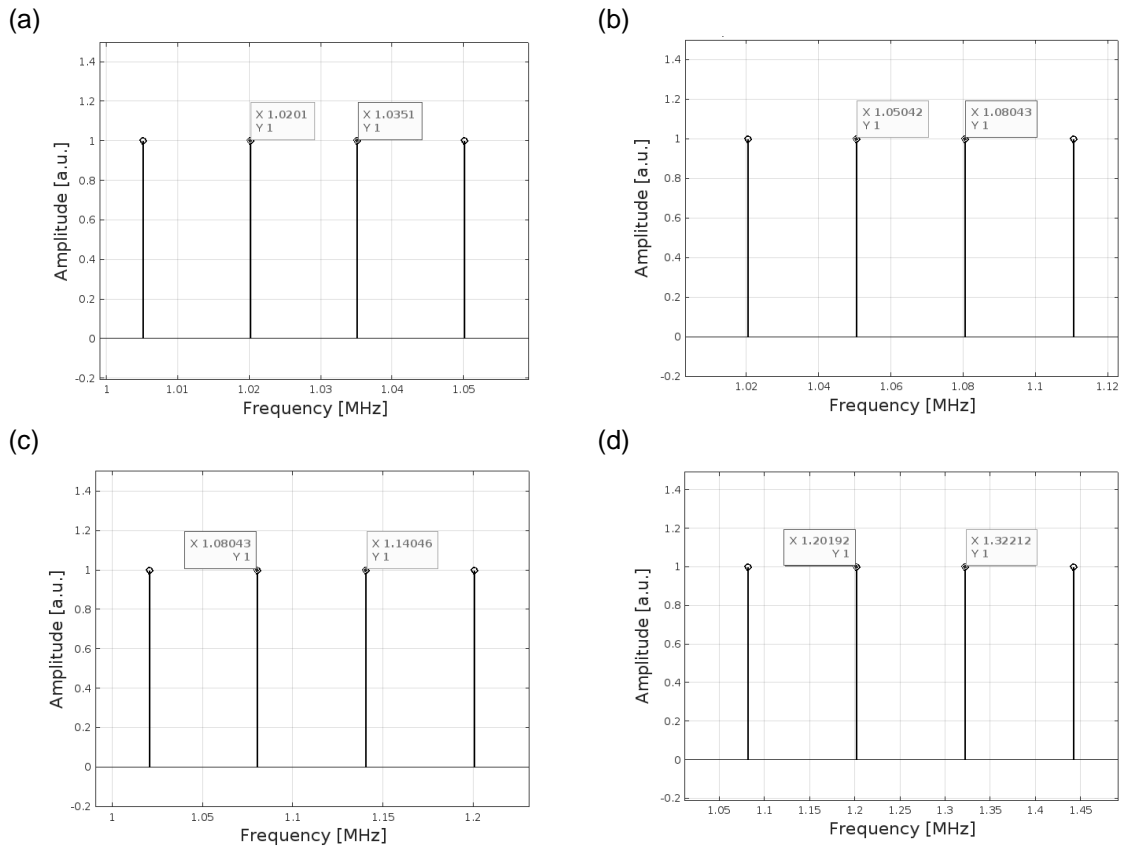 (a)
1.4
1.2
1
0.8
0.6
0.4
0.2
0
-0.2
Amplitude [a.u.]
X 1.0201
Y 1
X 1.0351
Y 1
1 1.01 1.02 1.03 1.04 1.05
Frequency [MHz]
(b)
1.4
1.2
1
0.8
0.6
0.4
0.2
0
-0.2
Amplitude [a.u.]
X 1.05042
Y 1
X 1.08043
Y 1
1.02 1.04 1.06 1.08 1.1 1.12
Frequency [MHz]
(c)
1.4
1.2
1
0.8
0.6
0.4
0.2
0
-0.2
Amplitude [a.u.]
X 1.08043
Y 1
X 1.14046
Y 1
1 1.05 1.1 1.15 1.2
Frequency [MHz]
(d)
1.4
1.2
1
0.8
0.6
0.4
0.2
0
-0.2
Amplitude [a.u.]
X 1.20192
Y 1
X 1.32212
Y 1
1.05 1.1 1.15 1.2 1.25 1.3 1.35 1.4 1.45
Frequency [MHz]